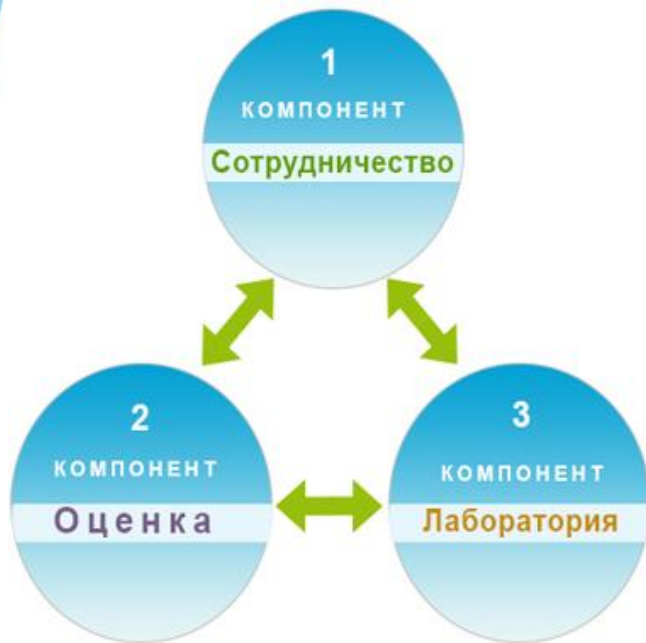 1
КОМПОНЕНТ
Сотрудничество
2
КОМПОНЕНТ
Оценка
3
КОМПОНЕНТ
Лаборатория